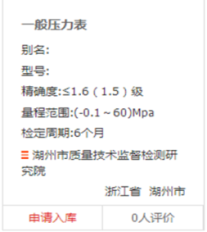 一般压力表
别名:
型号:
精确度:≤1.6（1.5）级
量程范围:(-0.1～60)Mpa
检定周期:6个月
湖州市质量技术监督检测研
究院
浙江省 湖州市
申请入库 0人评价